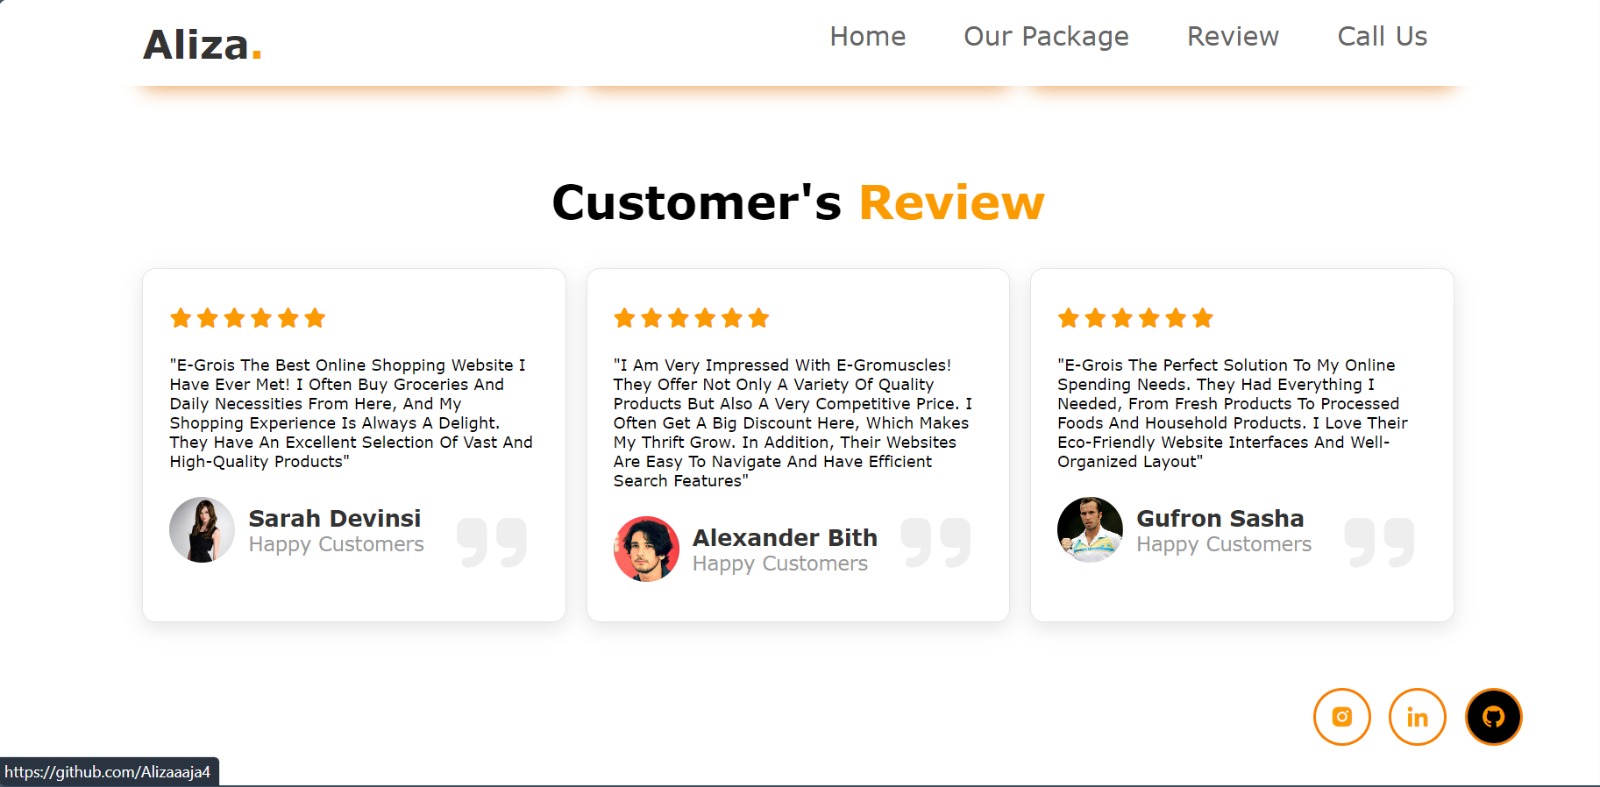 Aliza.
Home
Our Package
Review
Call Us
Customer's Review
"E-Grois The Best Online Shopping Website I
Have Ever Met! I Often Buy Groceries And
Daily Necessities From Here, And My
Shopping Experience Is Always A Delight.
They Have An Excellent Selection Of Vast And
High-Quality Products"
Sarah Devinsi
Happy Customers
"I Am Very Impressed With E-Gromuscles!
They Offer Not Only A Variety Of Quality
Products But Also A Very Competitive Price. I
Often Get A Big Discount Here, Which Makes
My Thrift Grow. In Addition, Their Websites
Are Easy To Navigate And Have Efficient
Search Features"
Alexander Bith
Happy Customers
"E-Grois The Perfect Solution To My Online
Spending Needs. They Had Everything I
Needed, From Fresh Products To Processed
Foods And Household Products. I Love Their
Eco-Friendly Website Interfaces And Well-
Organized Layout"
Gufron Sasha
Happy Customers
in
https://github.com/Alizaaaja4